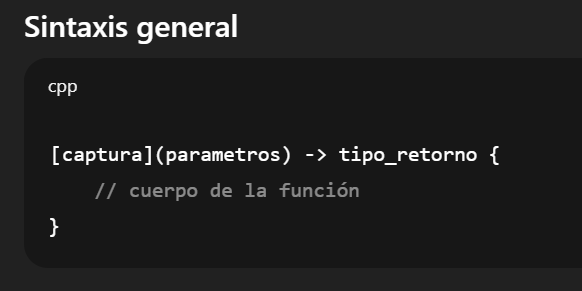 Sintaxis general
cpp
[captura](parametros) -> tipo_retorno {
// cuerpo de la función
}